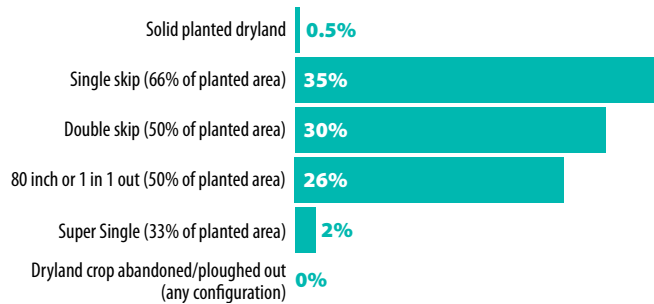 Solid planted dryland 0.5%
Single skip (66% of planted area) 35%
Double skip (50% of planted area) 30%
80 inch or 1 in 1 out (50% of planted area) 26%
Super Single (33% of planted area) 2%
Dryland crop abandoned/ploughed out
(any configuration) 0%